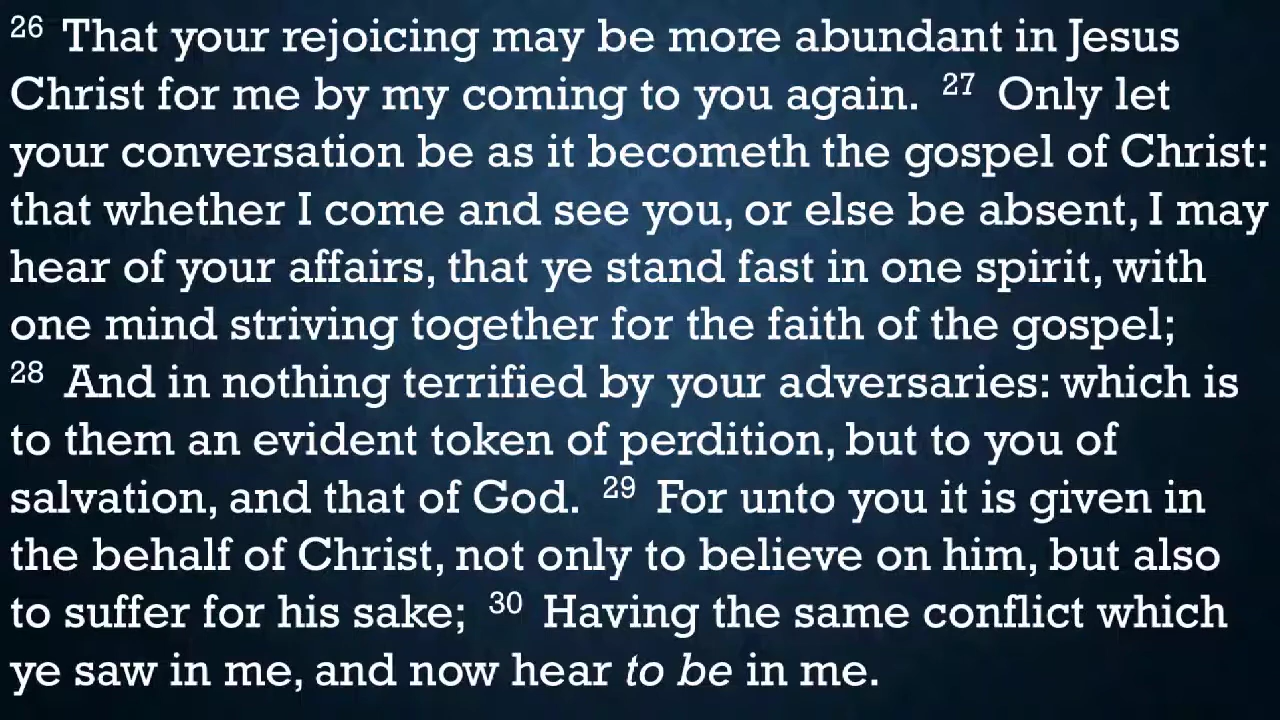 26 That your rejoicing may be more abundant in Jesus
Christ for me by my coming to you again. 27 Only let
your conversation be as it becometh the gospel of Christ:
that whether I come and see you, or else be absent, I may
hear of your affairs, that ye stand fast in one spirit, with
one mind striving together for the faith of the gospel;
28 And in nothing terrified by your adversaries: which is
to them an evident token of perdition, but to you of
salvation, and that of God. 29 For unto you it is given in
the behalf of Christ, not only to believe on him, but also
to suffer for his sake; 30 Having the same conflict which
ye saw in me, and now hear to be in me.